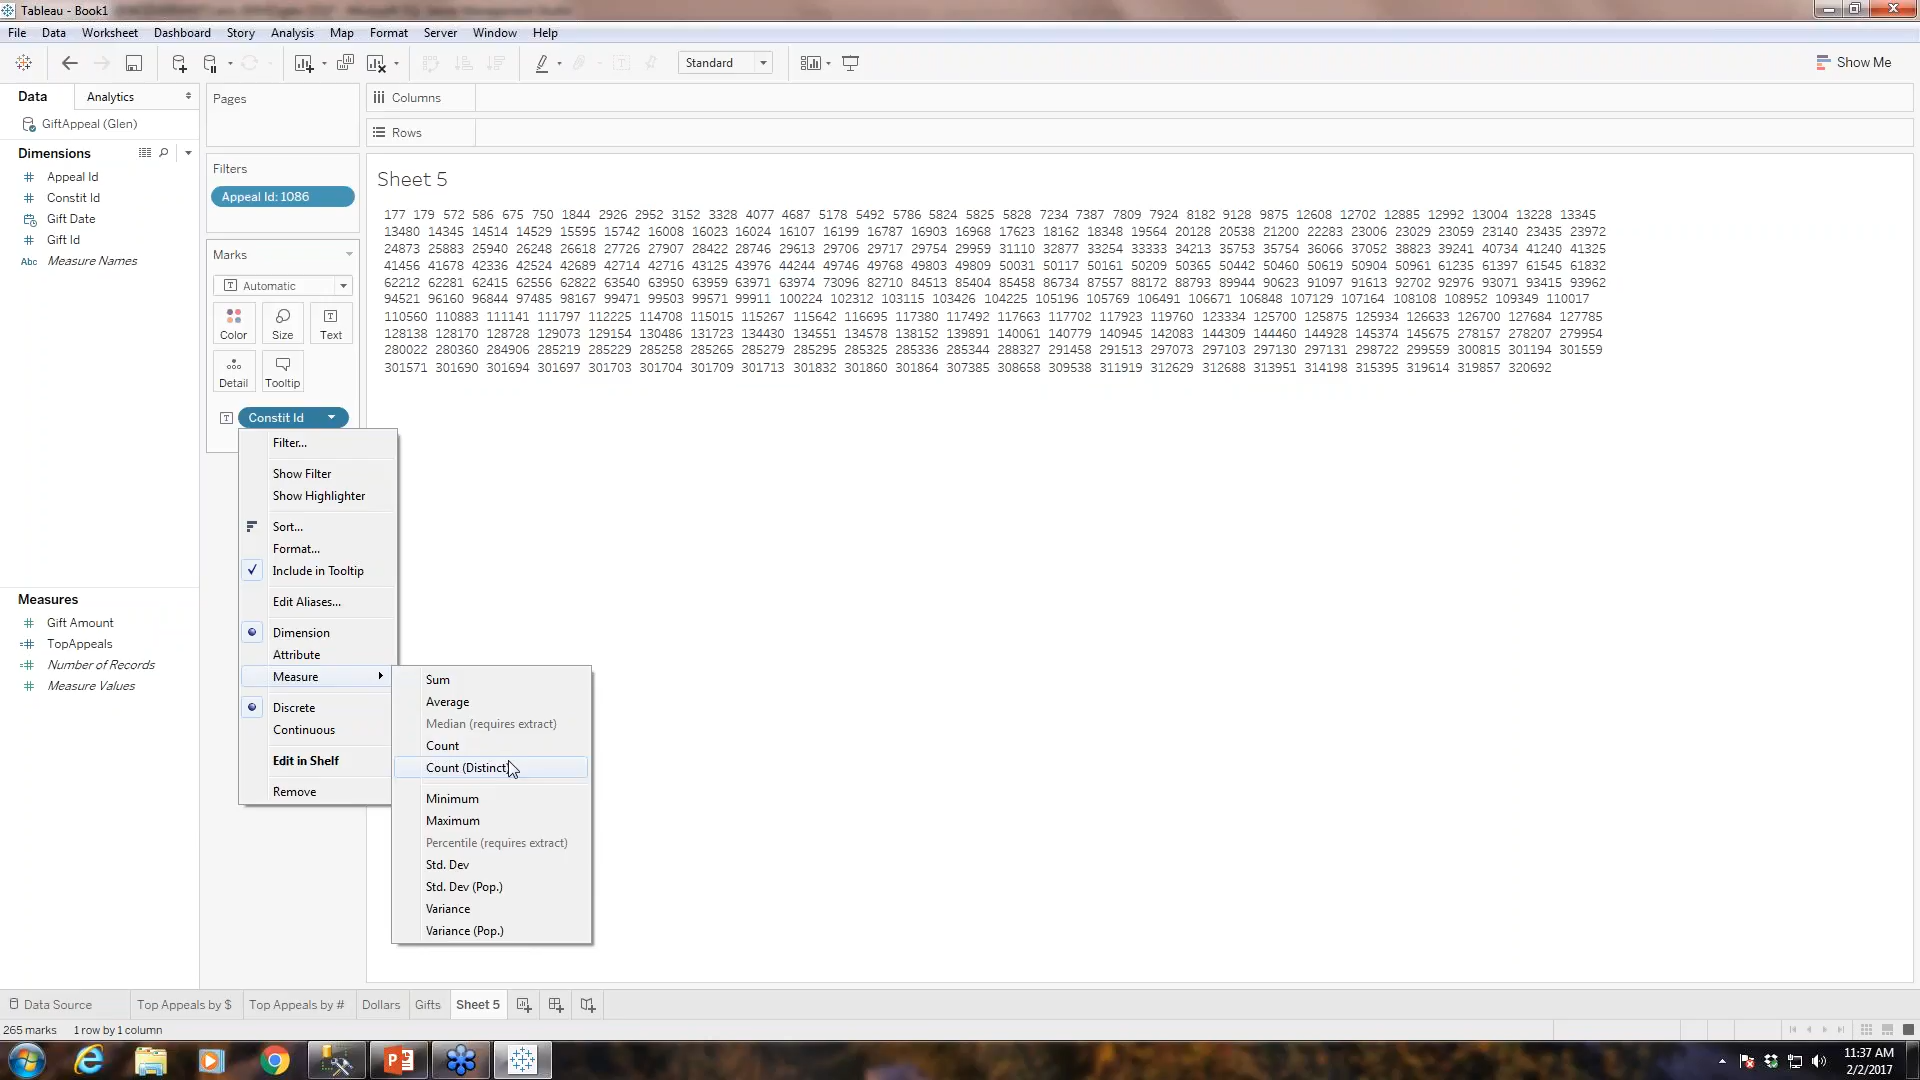 Tableau - Book1
File Data Worksheet Dashboard Story Analysis Map Format Server Window Help
Standard
Show Me
Data Analytics
GiftAppeal (Glen)
Dimensions
Appeal Id
Constit Id
Gift Date
Gift Id
Abc Measure Names
Measures
Gift Amount
TopAppeals
Number of Records
Measure Values
Pages
Filters
Appeal Id: 1086
Marks
Automatic
Color Size Text
Detail Tooltip
Constit Id
Filter...
Show Filter
Show Highlighter
Sort...
Format...
Include in Tooltip
Edit Aliases...
Dimension
Attribute
Measure
Discrete
Continuous
Edit in Shelf
Remove
Sum
Average
Median (requires extract)
Count
Count (Distinct)
Minimum
Maximum
Percentile (requires extract)
Std. Dev
Std. Dev (Pop.)
Variance
Variance (Pop.)
Columns
Rows
Sheet 5
177 179 572 586 675 750 1844 2926 2952 3152 3328 4077 4687 5178 5492 5786 5824 5825 5828 7234 7387 7809 7924 8182 9128 9875 12608 12702 12885 12992 13004 13228 13345
13480 14345 14514 14529 15595 15742 16008 16023 16024 16107 16199 16787 16903 16968 17623 18162 18348 19564 20128 20538 21200 22283 23006 23029 23059 23140 23435 23972
24873 25883 25940 26248 26618 27726 27907 28422 28746 29613 29706 29717 29754 29959 31110 32877 33254 33333 34213 35753 35754 36066 37052 38823 39241 40734 41240 41325
41456 41678 42336 42524 42689 42714 42716 43125 43976 44244 49746 49768 49803 49809 50031 50117 50161 50209 50365 50442 50460 50619 50904 50961 61235 61397 61545 61832
62212 62281 62415 62556 62822 63540 63950 63959 63971 63974 73096 82710 84513 85404 85458 86734 87557 88172 88793 89944 90623 91097 91613 92702 92976 93071 93415 93962
94521 96160 96844 97485 98167 99471 99503 99571 99911 100224 102312 103115 103426 104225 105196 105769 106491 106671 106848 107129 107164 108108 108952 109349 110017
110560 110883 111141 111797 112225 114708 115015 115267 115642 116695 117380 117492 117663 117702 117923 119760 123334 125700 125875 125934 126633 126700 127684 127785
128138 128170 128728 129073 129154 130486 131723 134430 134551 134578 138152 139891 140061 140779 140945 142083 144309 144460 144928 145374 145675 278157 278207 279954
280022 280360 284906 285219 285229 285258 285265 285279 285295 285325 285336 285344 288327 291458 291513 297073 297103 297130 297131 298722 299559 300815 301194 301559
301571 301690 301694 301697 301703 301704 301709 301713 301832 301860 301864 307385 308658 309538 311919 312629 312688 313951 314198 315395 319614 319857 320692
Data Source Top Appeals by $ Top Appeals by # Dollars Gifts Sheet 5
265 marks 1 row by 1 column
11:37 AM
2/2/2017